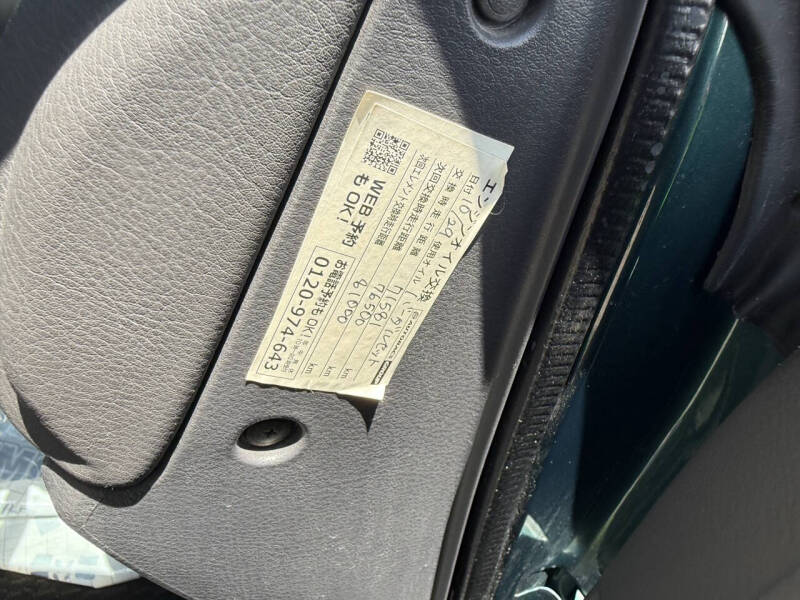 エンジンオイル交換
日付 10/29 使用オイル
交換時走行距離 71581 km
次回交換時走行距離 76500 km
次回エレメント交換時走行距離 81000 km
WEB予約もOK!
お電話予約もOK!
0120-974-643